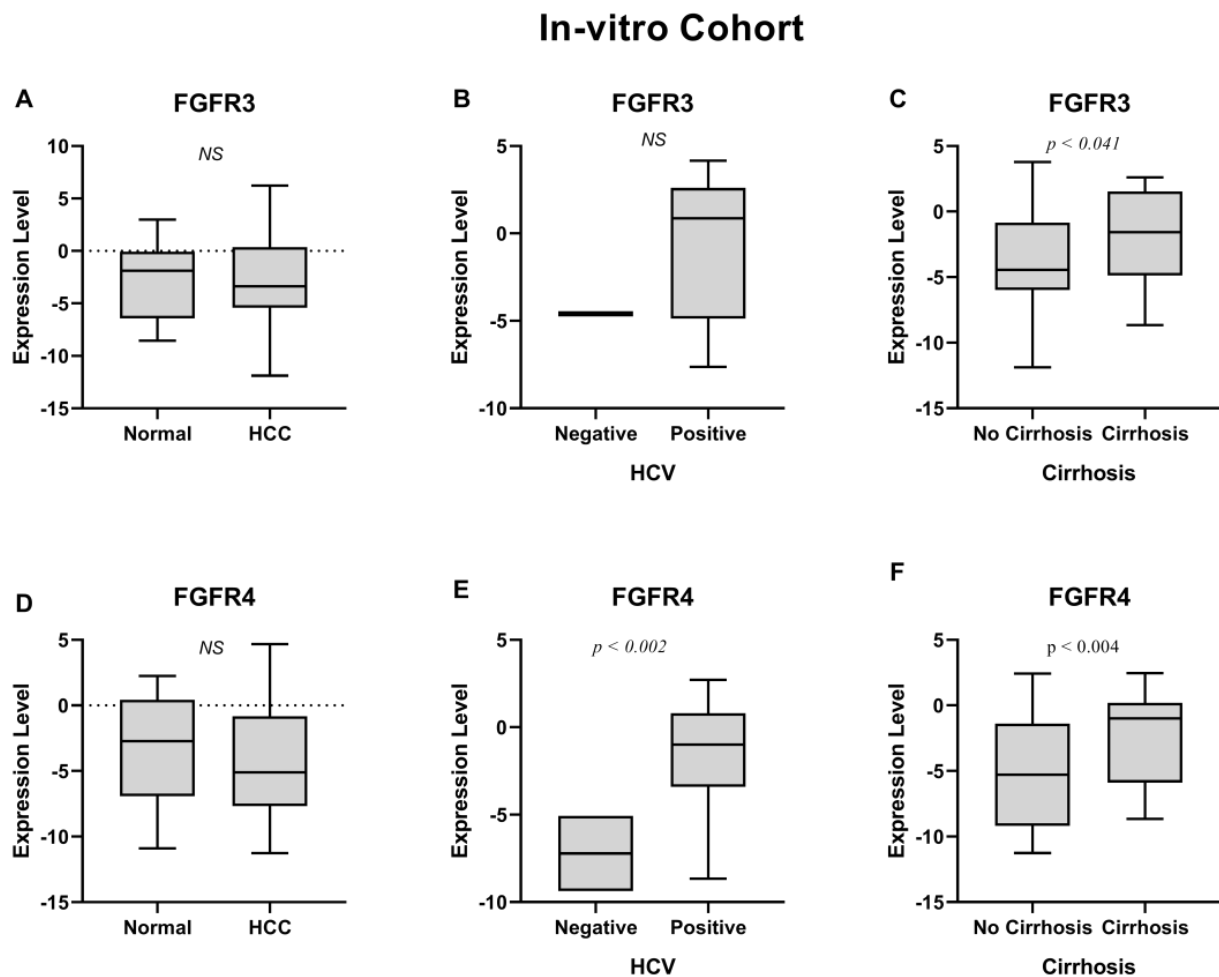 In-vitro Cohort
A
FGFR3
NS
Expression Level
10
5
0
-5
-10
-15
Normal HCC
B
FGFR3
NS
Expression Level
5
0
-5
-10
Negative Positive
HCV
C
FGFR3
p < 0.041
Expression Level
5
0
-5
-10
-15
No Cirrhosis Cirrhosis
Cirrhosis
D
FGFR4
NS
Expression Level
5
0
-5
-10
-15
Normal HCC
E
FGFR4
p < 0.002
Expression Level
5
0
-5
-10
Negative Positive
HCV
F
FGFR4
p < 0.004
Expression Level
5
0
-5
-10
-15
No Cirrhosis Cirrhosis
Cirrhosis